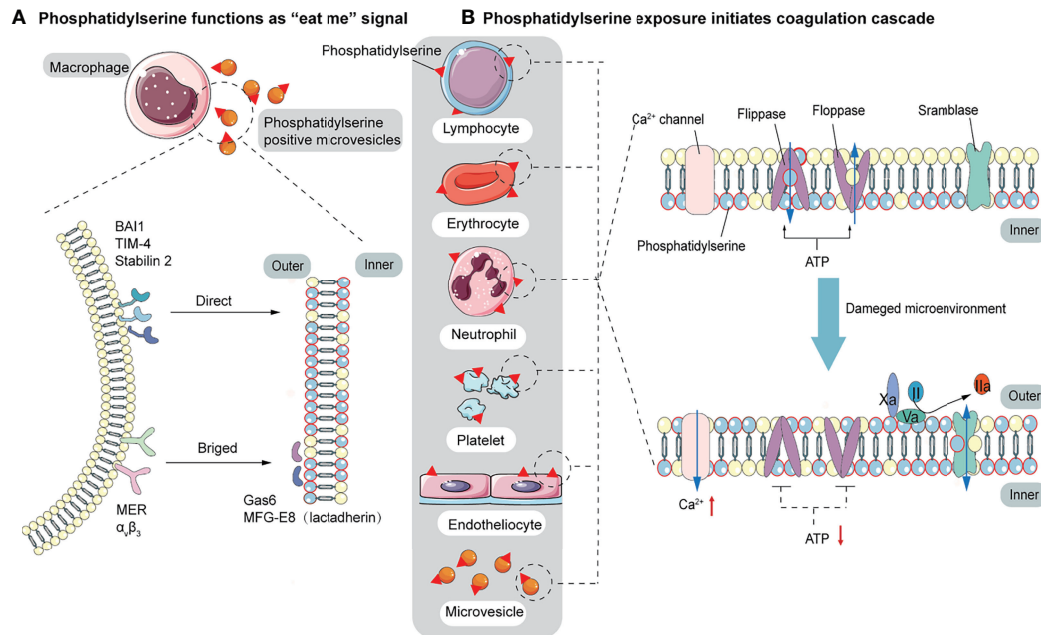 A Phosphatidylserine functions as “eat me” signal
Macrophage
Phosphatidylserine
positive microvesicles
BAI1
TIM-4
Stabilin 2
Outer
Inner
Direct
Briged
Gas6
MFG-E8 (lactadherin)
MER
αvβ3
B Phosphatidylserine exposure initiates coagulation cascade
Phosphatidylserine
Lymphocyte
Erythrocyte
Neutrophil
Platelet
Endotheliocyte
Microvesicle
Ca²⁺ channel
Flippase
Floppase
Sramblase
Phosphatidylserine
ATP
Inner
Damaged microenvironment
Xa
II
Va
IIa
Outer
Inner
Ca²⁺
ATP